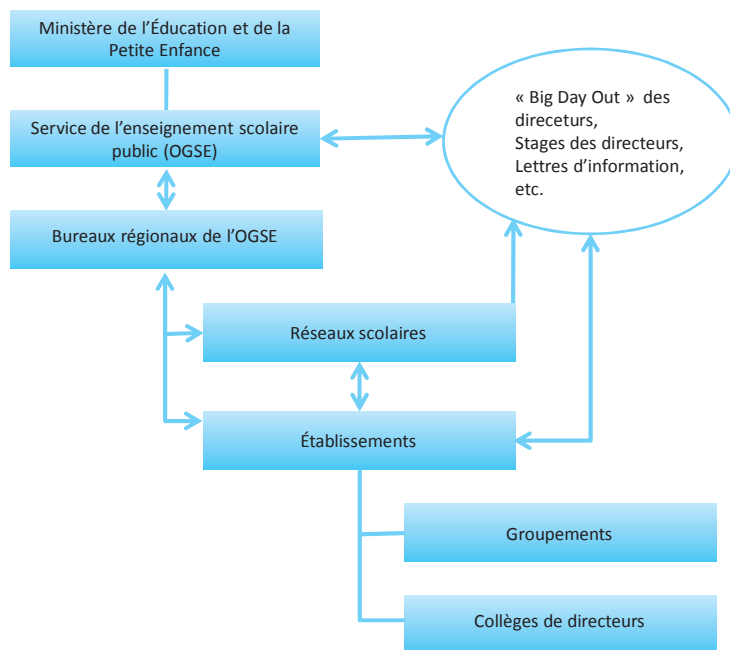 Ministère de l'Éducation et de la
Petite Enfance
Service de l'enseignement scolaire
public (OGSE)
« Big Day Out » des
direceturs,
Stages des directeurs,
Lettres d'information,
etc.
Bureaux régionaux de l'OGSE
Réseaux scolaires
Établissements
Groupements
Collèges de directeurs